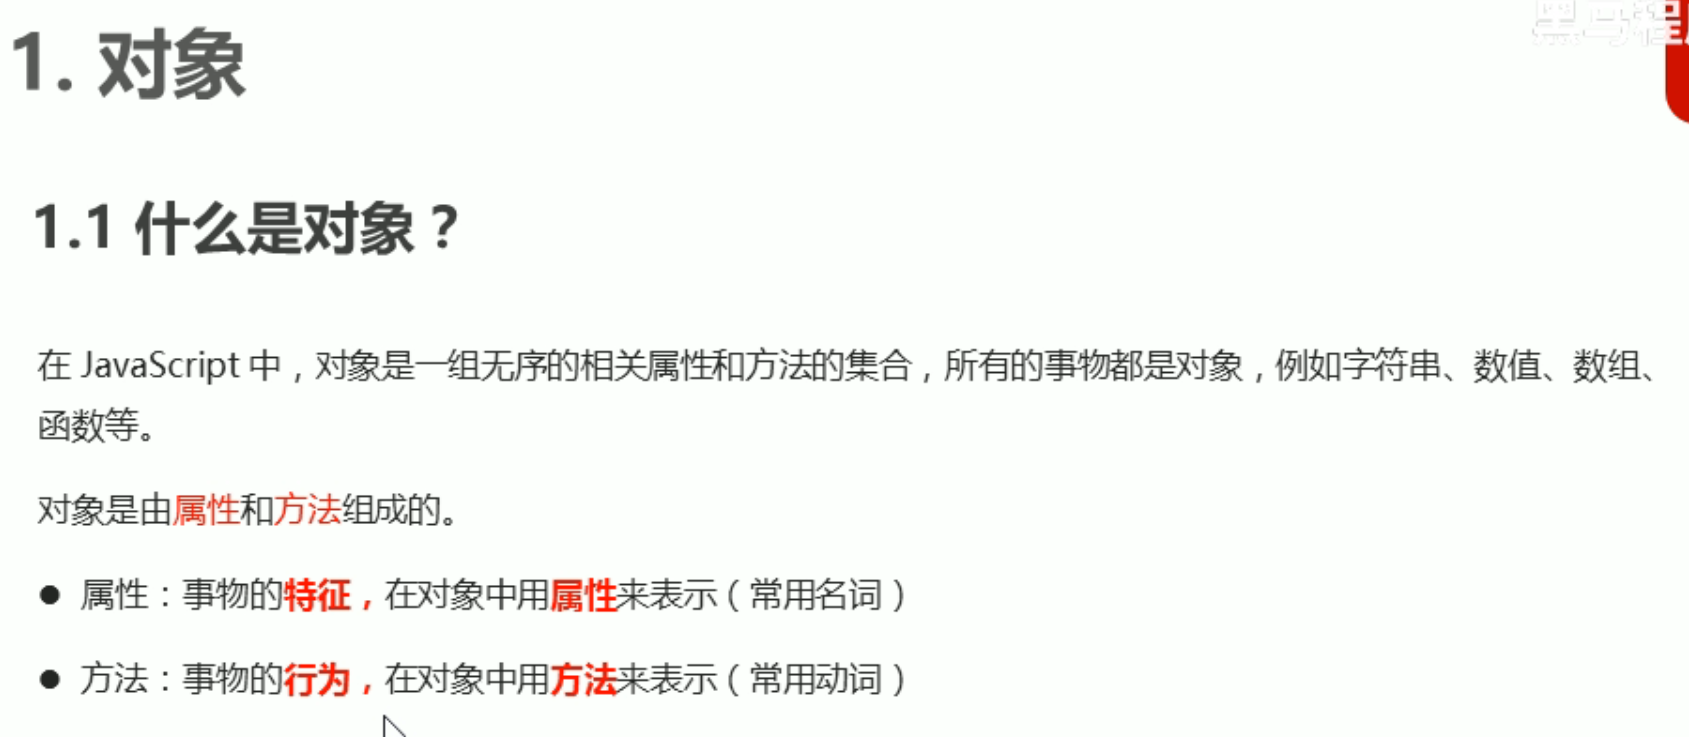 黑马程
1. 对象
1.1 什么是对象？
在 JavaScript 中，对象是一组无序的相关属性和方法的集合，所有的事物都是对象，例如字符串、数值、数组、
函数等。
对象是由属性和方法组成的。
● 属性：事物的特征，在对象中用属性来表示（常用名词）
● 方法：事物的行为，在对象中用方法来表示（常用动词）